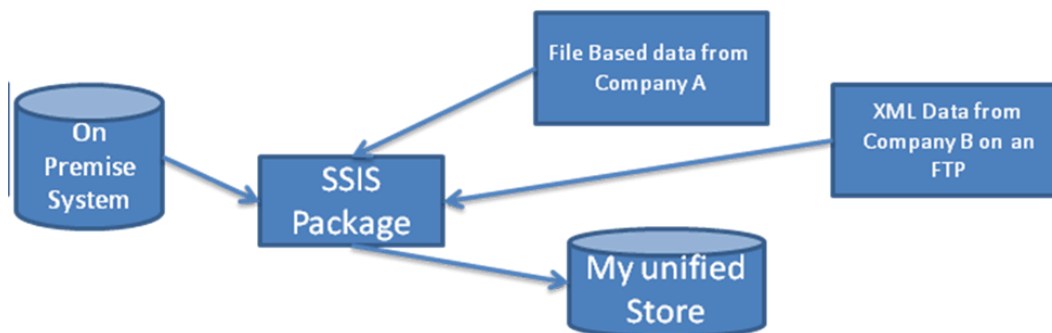 On
Premise
System
SSIS
Package
File Based data from
Company A
XML Data from
Company B on an
FTP
My unified
Store